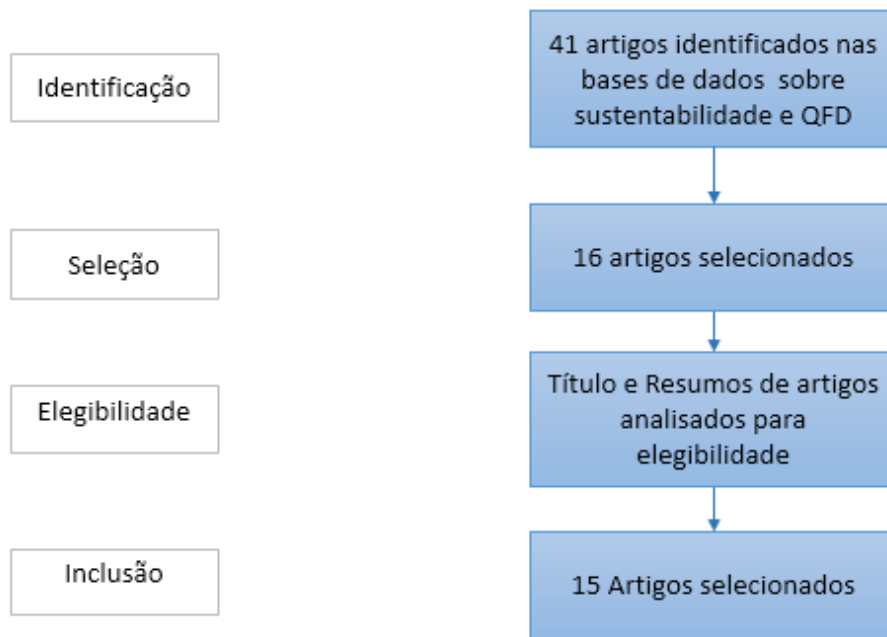 Identificação
41 artigos identificados nas
bases de dados sobre
sustentabilidade e QFD
Seleção
16 artigos selecionados
Elegibilidade
Título e Resumos de artigos
analisados para
elegibilidade
Inclusão
15 Artigos selecionados